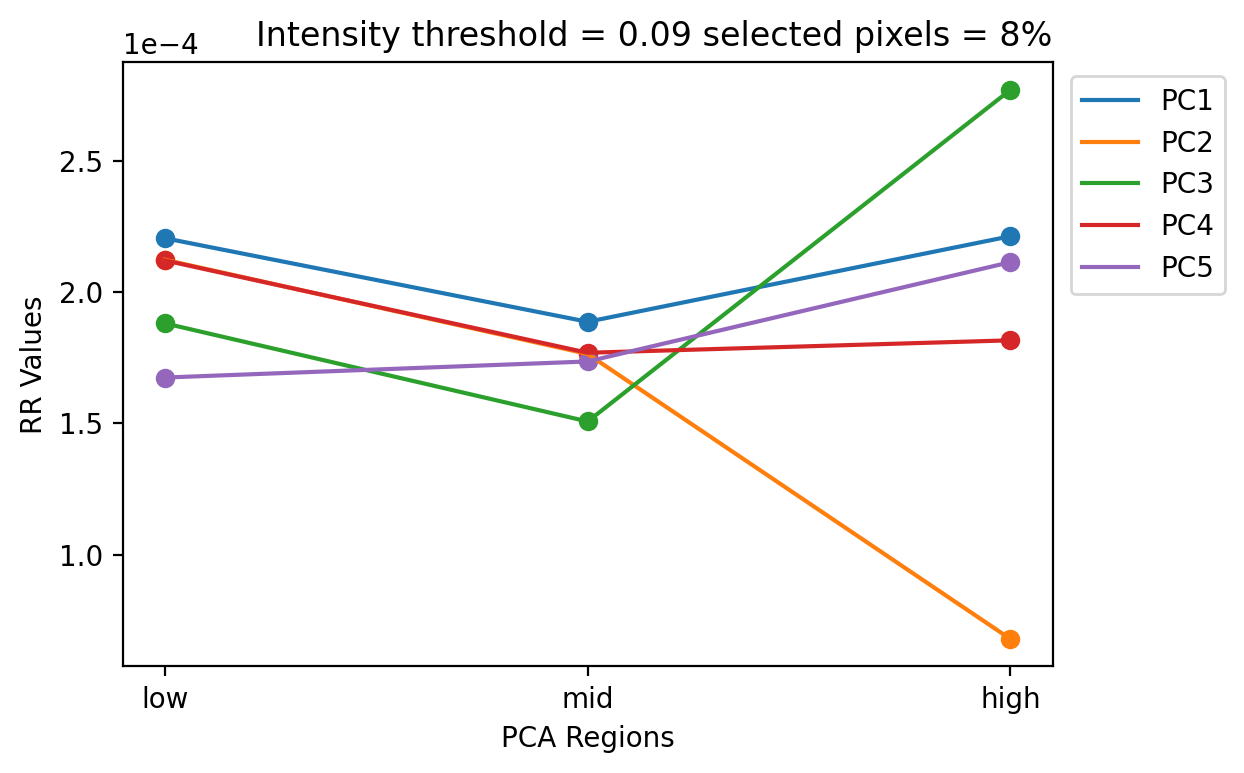 Intensity threshold = 0.09 selected pixels = 8%
1e−4
2.5
2.0
1.5
1.0
RR Values
low mid high
PCA Regions
PC1
PC2
PC3
PC4
PC5